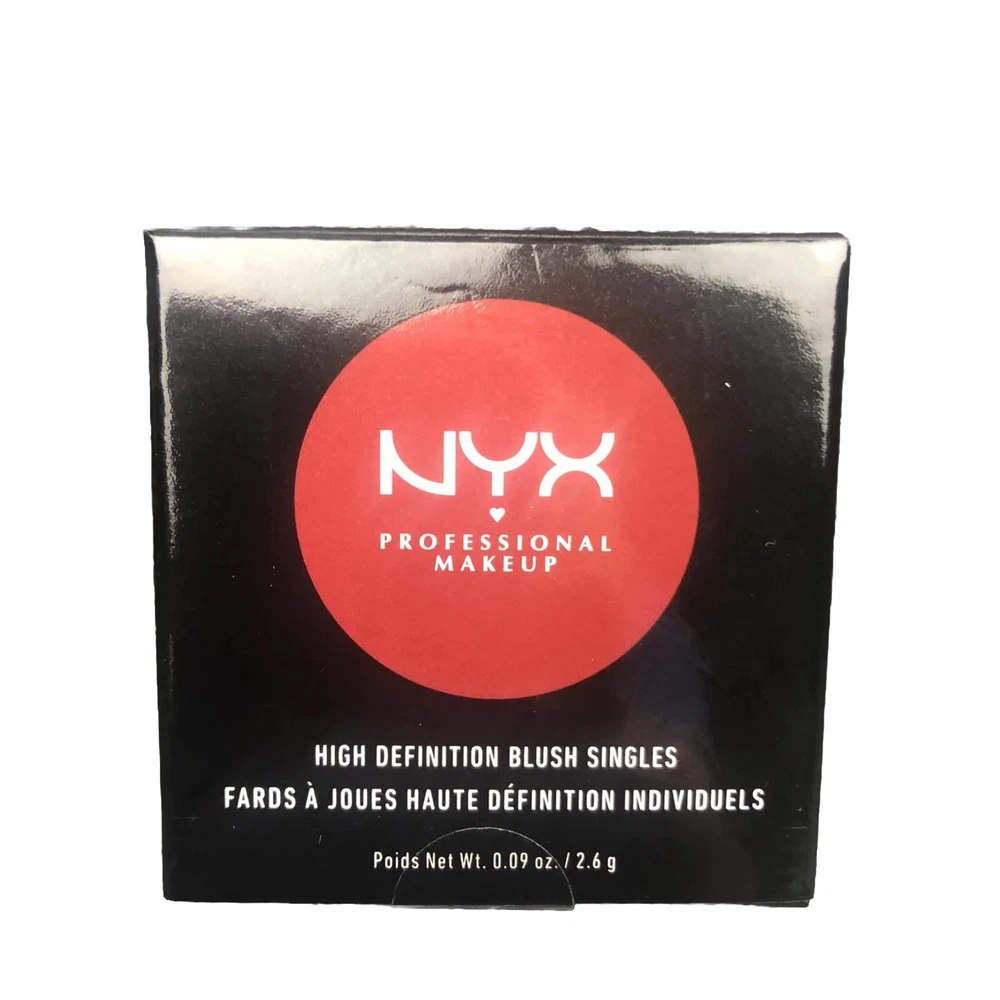 NYX
PROFESSIONAL
MAKEUP
HIGH DEFINITION BLUSH SINGLES
FARDS À JOUES HAUTE DÉFINITION INDIVIDUELS
Poids Net Wt. 0.09 oz. / 2.6 g